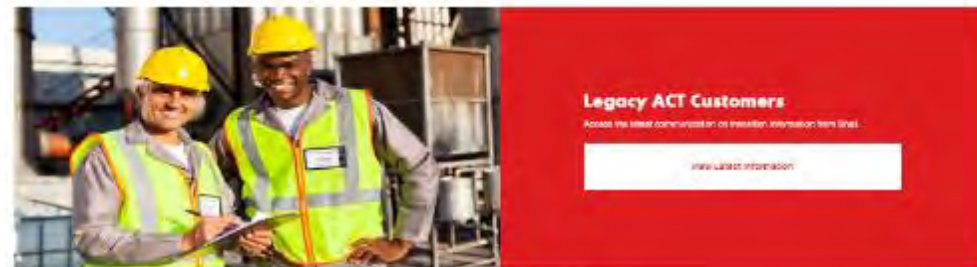 Legacy ACT Customers
Access the latest communication on transition information from Shell.
View Latest Information